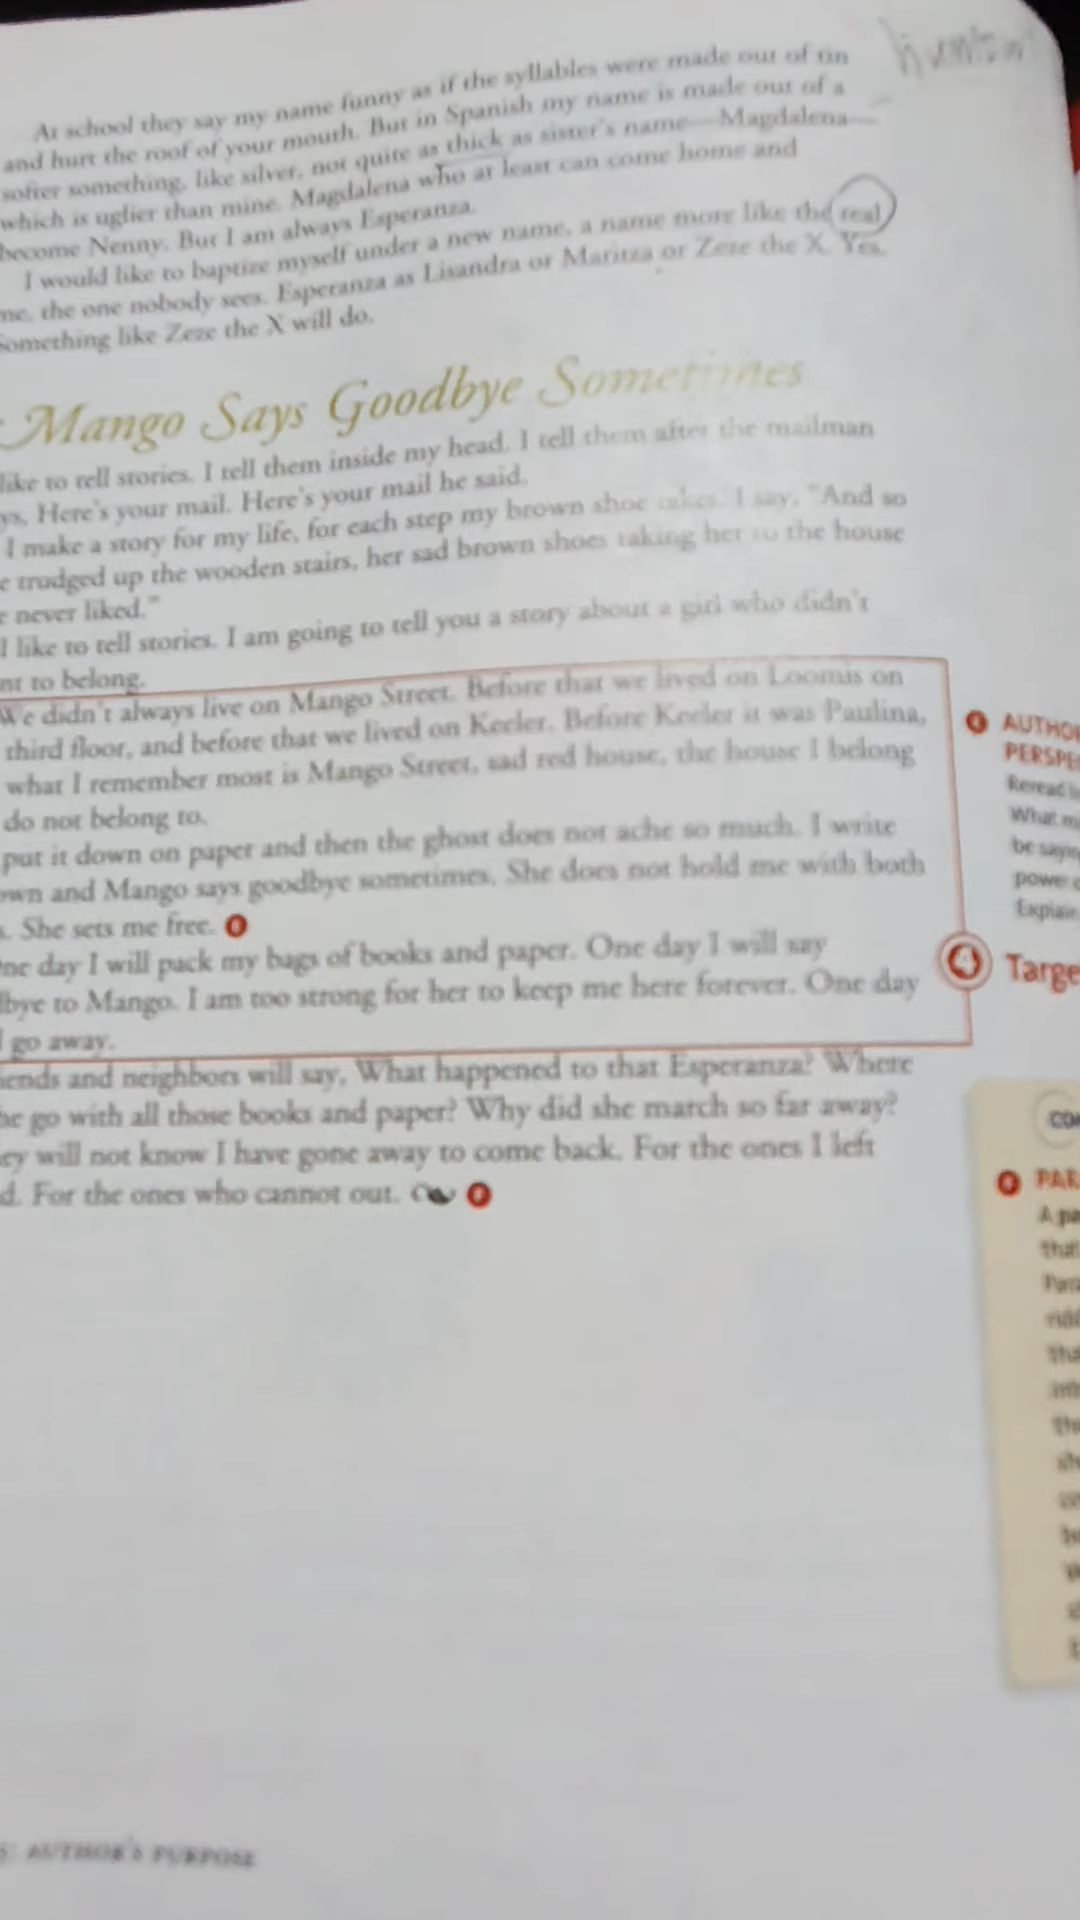 At school they say my name funny as if the syllables were made out of tin
and hurt the roof of your mouth. But in Spanish my name is made out of a
softer something, like silver, not quite as thick as sister's name—Magdalena—
which is uglier than mine. Magdalena who at least can come home and
become Nenny. But I am always Esperanza.
I would like to baptize myself under a new name, a name more like the real
me, the one nobody sees. Esperanza as Lisandra or Maritza or Zeze the X. Yes.
Something like Zeze the X will do.
Mango Says Goodbye Sometimes
like to tell stories. I tell them inside my head. I tell them after the mailman
ys, Here's your mail. Here's your mail he said.
I make a story for my life, for each step my brown shoe takes. I say, "And so
e trudged up the wooden stairs, her sad brown shoes taking her to the house
e never liked."
I like to tell stories. I am going to tell you a story about a girl who didn't
nt to belong.
We didn't always live on Mango Street. Before that we lived on Loomis on
third floor, and before that we lived on Keeler. Before Keeler it was Paulina,
what I remember most is Mango Street, sad red house, the house I belong
do not belong to.
put it down on paper and then the ghost does not ache so much. I write
own and Mango says goodbye sometimes. She does not hold me with both
s. She sets me free.
One day I will pack my bags of books and paper. One day I will say
dbye to Mango. I am too strong for her to keep me here forever. One day
l go away.
iends and neighbors will say, What happened to that Esperanza? Where
he go with all those books and paper? Why did she march so far away?
ey will not know I have gone away to come back. For the ones I left
d. For the ones who cannot out.
AUTHO
PERSPE
Reread
What m
be sayin
power o
Explain
4 Targe
CO
PAR
A pa
that
AUTHOR'S PURPOSE